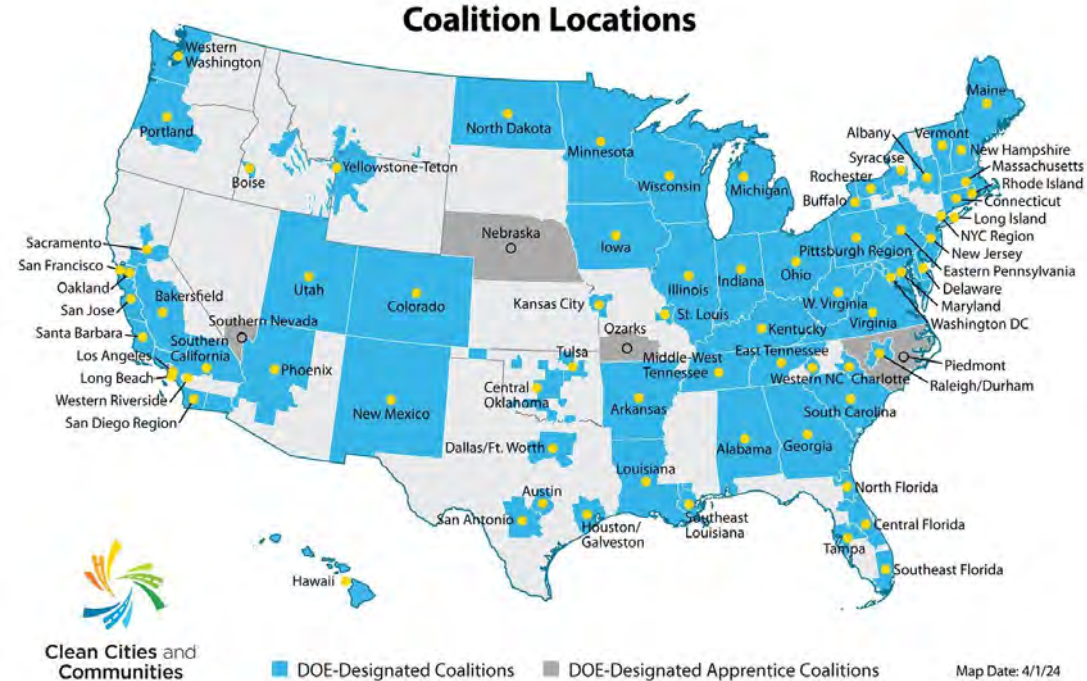 Coalition Locations
Western
Washington
Portland
Boise
Yellowstone-Teton
North Dakota
Minnesota
Wisconsin
Michigan
Nebraska
Iowa
Illinois
Indiana
Ohio
Pittsburgh Region
W. Virginia
Virginia
Kentucky
Albany
Vermont
Maine
Syracuse
Rochester
Buffalo
New Hampshire
Massachusetts
Rhode Island
Connecticut
Long Island
NYC Region
New Jersey
Eastern Pennsylvania
Delaware
Maryland
Washington DC
Piedmont
Raleigh/Durham
Sacramento
San Francisco
Oakland
San Jose
Bakersfield
Santa Barbara
Southern Nevada
Southern
California
Los Angeles
Long Beach
Western Riverside
San Diego Region
Utah
Colorado
Phoenix
New Mexico
Kansas City
St. Louis
Ozarks
Tulsa
Central
Oklahoma
Middle-West
Tennessee
East Tennessee
Western NC
Charlotte
Arkansas
South Carolina
Dallas/Ft. Worth
Louisiana
Alabama
Georgia
Austin
San Antonio
Houston/
Galveston
Southeast
Louisiana
North Florida
Central Florida
Tampa
Southeast Florida
Hawaii
Clean Cities and
Communities
DOE-Designated Coalitions
DOE-Designated Apprentice Coalitions
Map Date: 4/1/24